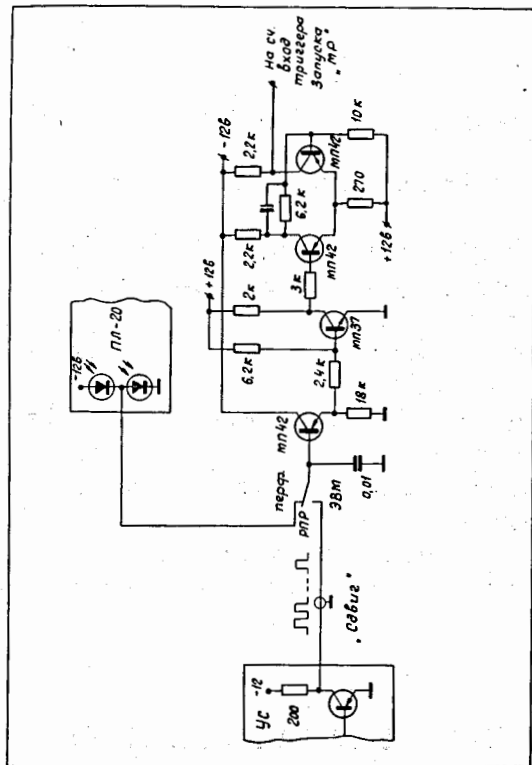 УС
-12
200
"Сдвиг"
ПЛ-20
-12в
перф
РПР
ЭВМ
0,01
МП42
18к
2,4к
6,2к
+12в
2к
МП37
3к
МП42
-12в
2,2к
6,2к
2,2к
МП42
270
10к
+12в
На сч.
вход
триггера
запуска
"МР"